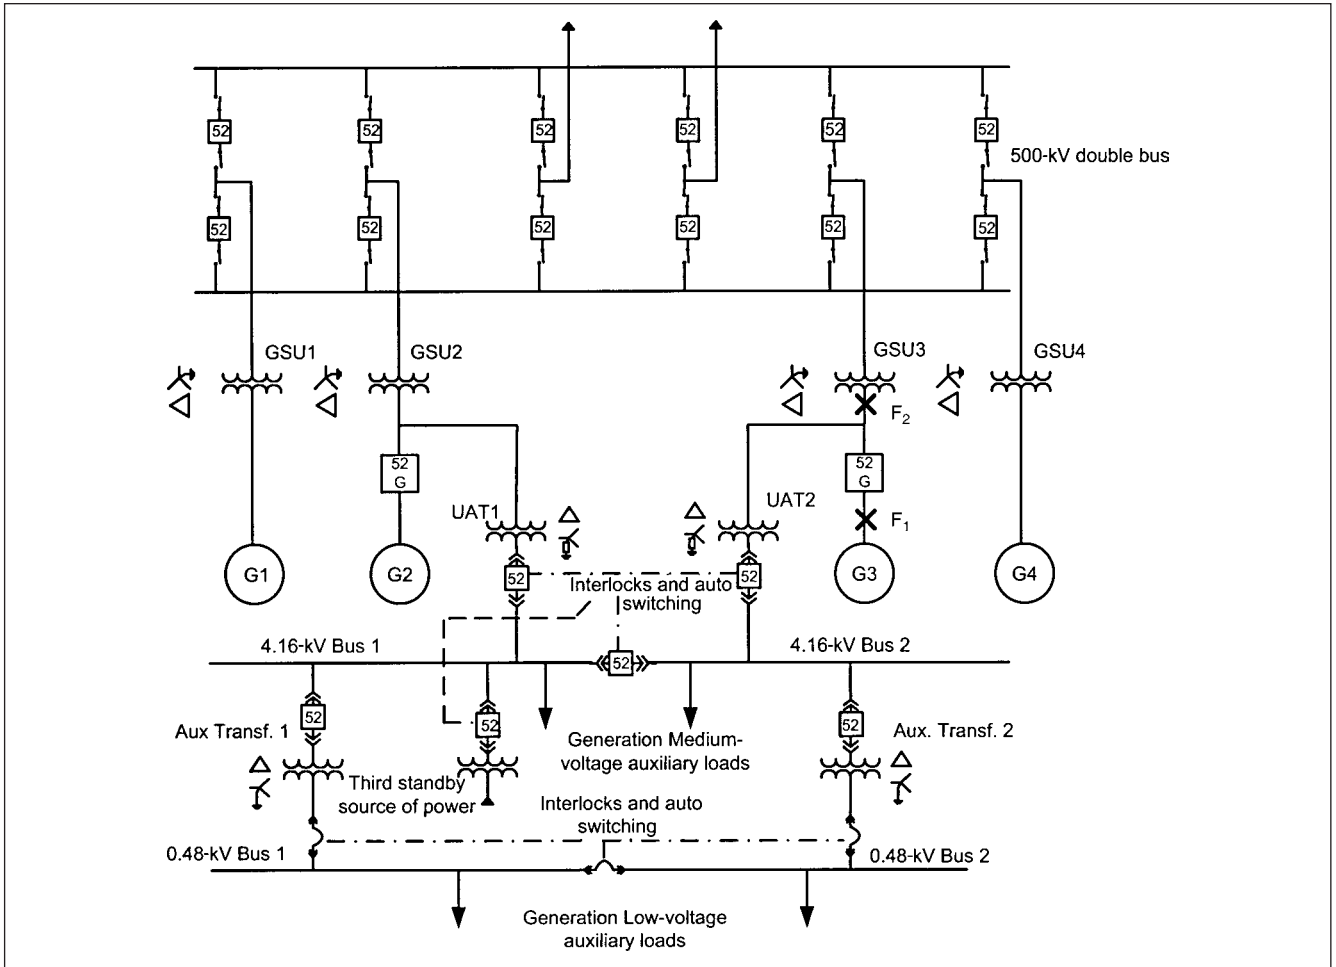 52
52
52
52
52
52
500-kV double bus
52
52
52
52
52
52
GSU1
GSU2
GSU3
GSU4
F2
52
G
52
G
UAT1
UAT2
F1
G1
G2
G3
G4
52
52
Interlocks and auto
switching
4.16-kV Bus 1
4.16-kV Bus 2
52
Aux Transf. 1
52
52
52
Aux. Transf. 2
Generation Medium-
voltage auxiliary loads
Third standby
source of power
Interlocks and auto
switching
0.48-kV Bus 1
0.48-kV Bus 2
Generation Low-voltage
auxiliary loads